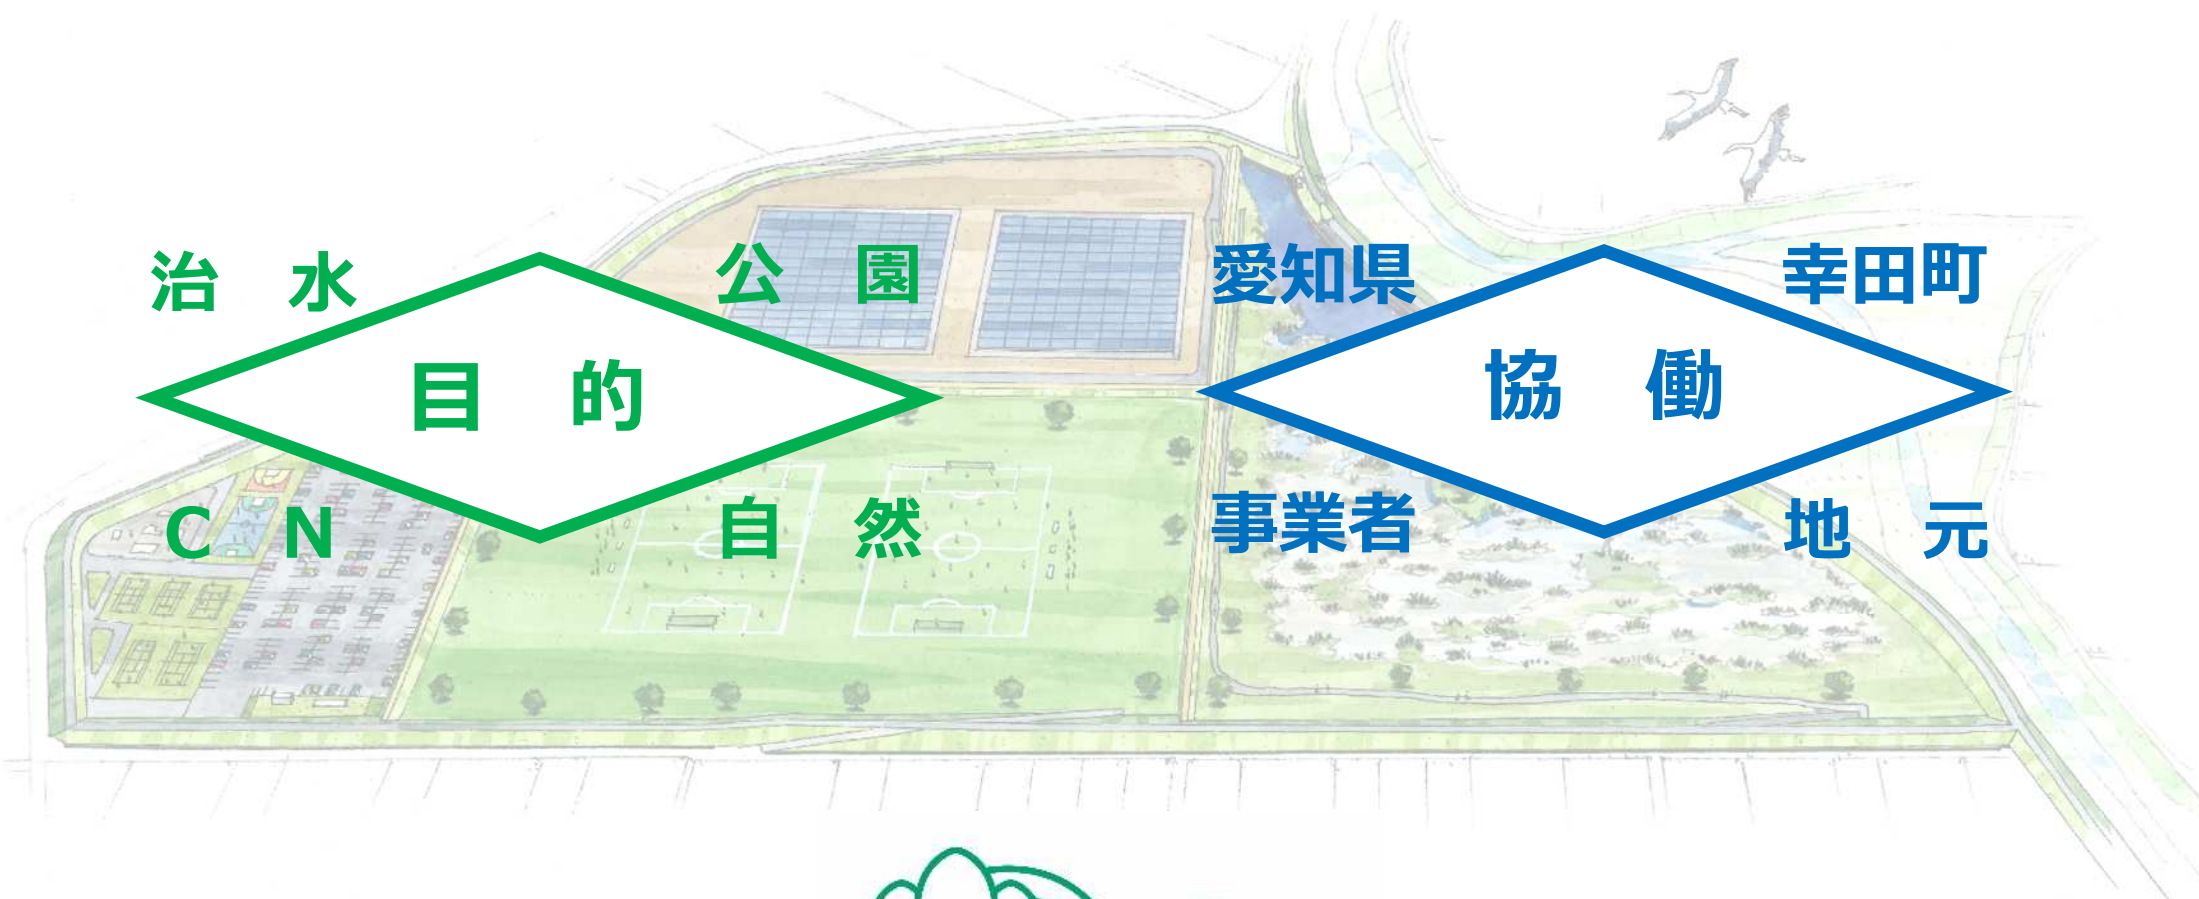 治　水
公　園
目　的
C　N
自　然
愛知県
幸田町
協　働
事業者
地　元